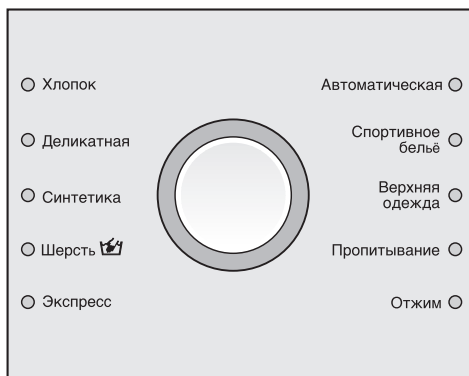 Хлопок
Деликатная
Синтетика
Шерсть
Экспресс
Автоматическая
Спортивное
бельё
Верхняя
одежда
Пропитывание
Отжим